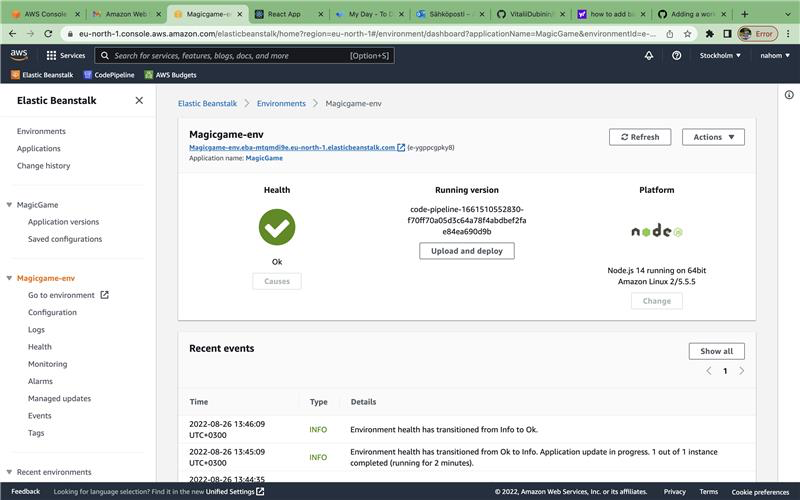 AWS Console
Amazon Web S
Magicgame-env
React App
My Day - To D
Sähköposti –
VitaliiDubinin/
how to add ba
Adding a work
eu-north-1.console.aws.amazon.com/elasticbeanstalk/home?region=eu-north-1#/environment/dashboard?applicationName=MagicGame&environmentId=e-...
Error
aws
Services
Search for services, features, blogs, docs, and more
[Option+S]
Stockholm
nahom
Elastic Beanstalk
CodePipeline
AWS Budgets
Elastic Beanstalk
Environments
Applications
Change history
MagicGame
Application versions
Saved configurations
Magicgame-env
Go to environment
Configuration
Logs
Health
Monitoring
Alarms
Managed updates
Events
Tags
Recent environments
Elastic Beanstalk > Environments > Magicgame-env
Magicgame-env
Magicgame-env.eba-mtqmdi9e.eu-north-1.elasticbeanstalk.com (e-ygppcgpky8)
Application name: MagicGame
Refresh
Actions
Health
Ok
Causes
Running version
code-pipeline-1661510552830-
f70ff70a05d3c64a78f4abdbef2fa
e84ea690d9b
Upload and deploy
Platform
node
JS
Node.js 14 running on 64bit
Amazon Linux 2/5.5.5
Change
Recent events
Show all
1
Time Type Details
2022-08-26 13:46:09
UTC+0300
INFO
Environment health has transitioned from Info to Ok.
2022-08-26 13:45:09
UTC+0300
INFO
Environment health has transitioned from Ok to Info. Application update in progress. 1 out of 1 instance
completed (running for 2 minutes).
2022-08-26 13:44:35
Feedback
Looking for language selection? Find it in the new Unified Settings
© 2022, Amazon Web Services, Inc. or its affiliates.
Privacy
Terms
Cookie preferences